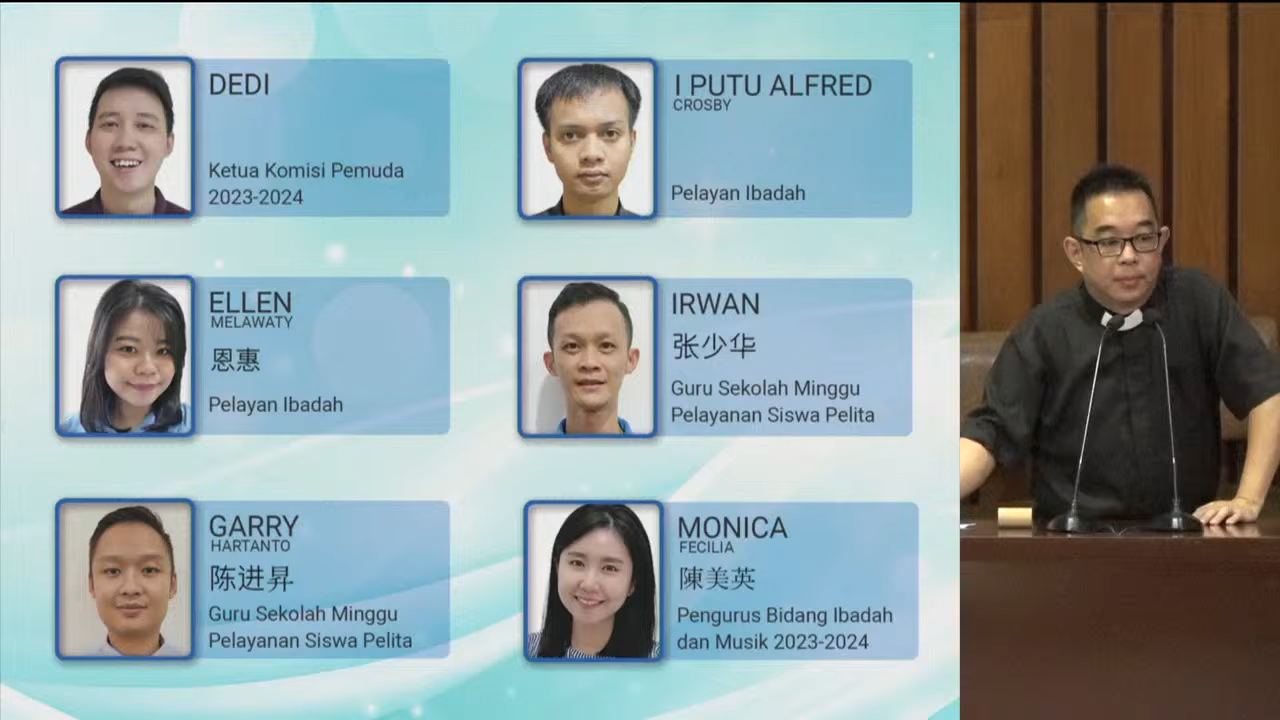 DEDI
Ketua Komisi Pemuda
2023-2024
I PUTU ALFRED
CROSBY
Pelayan Ibadah
ELLEN
MELAWATY
恩惠
Pelayan Ibadah
IRWAN
张少华
Guru Sekolah Minggu
Pelayanan Siswa Pelita
GARRY
HARTANTO
陈进昇
Guru Sekolah Minggu
Pelayanan Siswa Pelita
MONICA
FECILIA
陳美英
Pengurus Bidang Ibadah
dan Musik 2023-2024